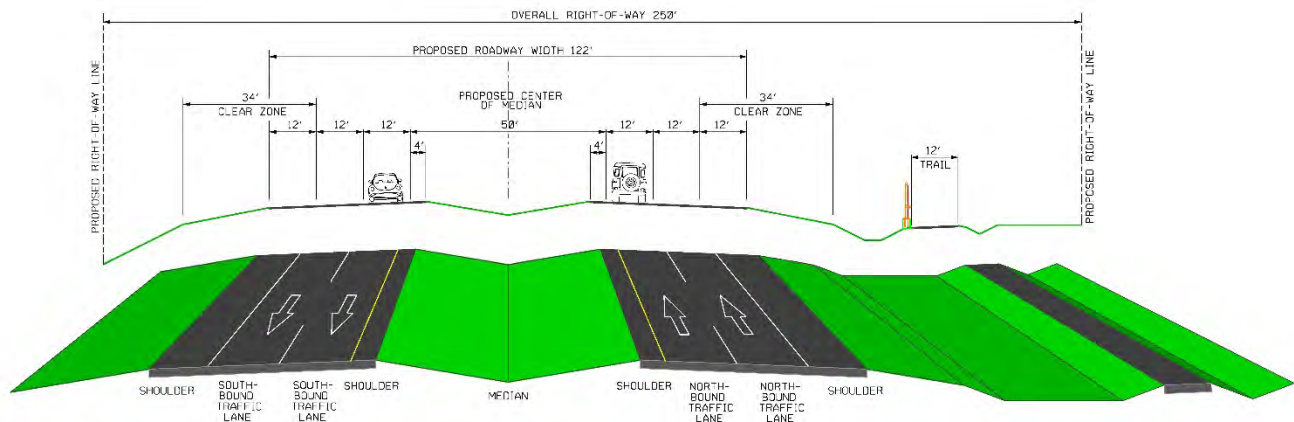 OVERALL RIGHT-OF-WAY 250'
PROPOSED ROADWAY WIDTH 122'
PROPOSED RIGHT-OF-WAY LINE
PROPOSED RIGHT-OF-WAY LINE
34'
CLEAR ZONE
PROPOSED CENTER
OF MEDIAN
34'
CLEAR ZONE
12'
12'
12'
50'
12'
12'
12'
4'
4'
12'
TRAIL
SHOULDER
SOUTH-
BOUND
TRAFFIC
LANE
SOUTH-
BOUND
TRAFFIC
LANE
SHOULDER
MEDIAN
SHOULDER
NORTH-
BOUND
TRAFFIC
LANE
NORTH-
BOUND
TRAFFIC
LANE
SHOULDER